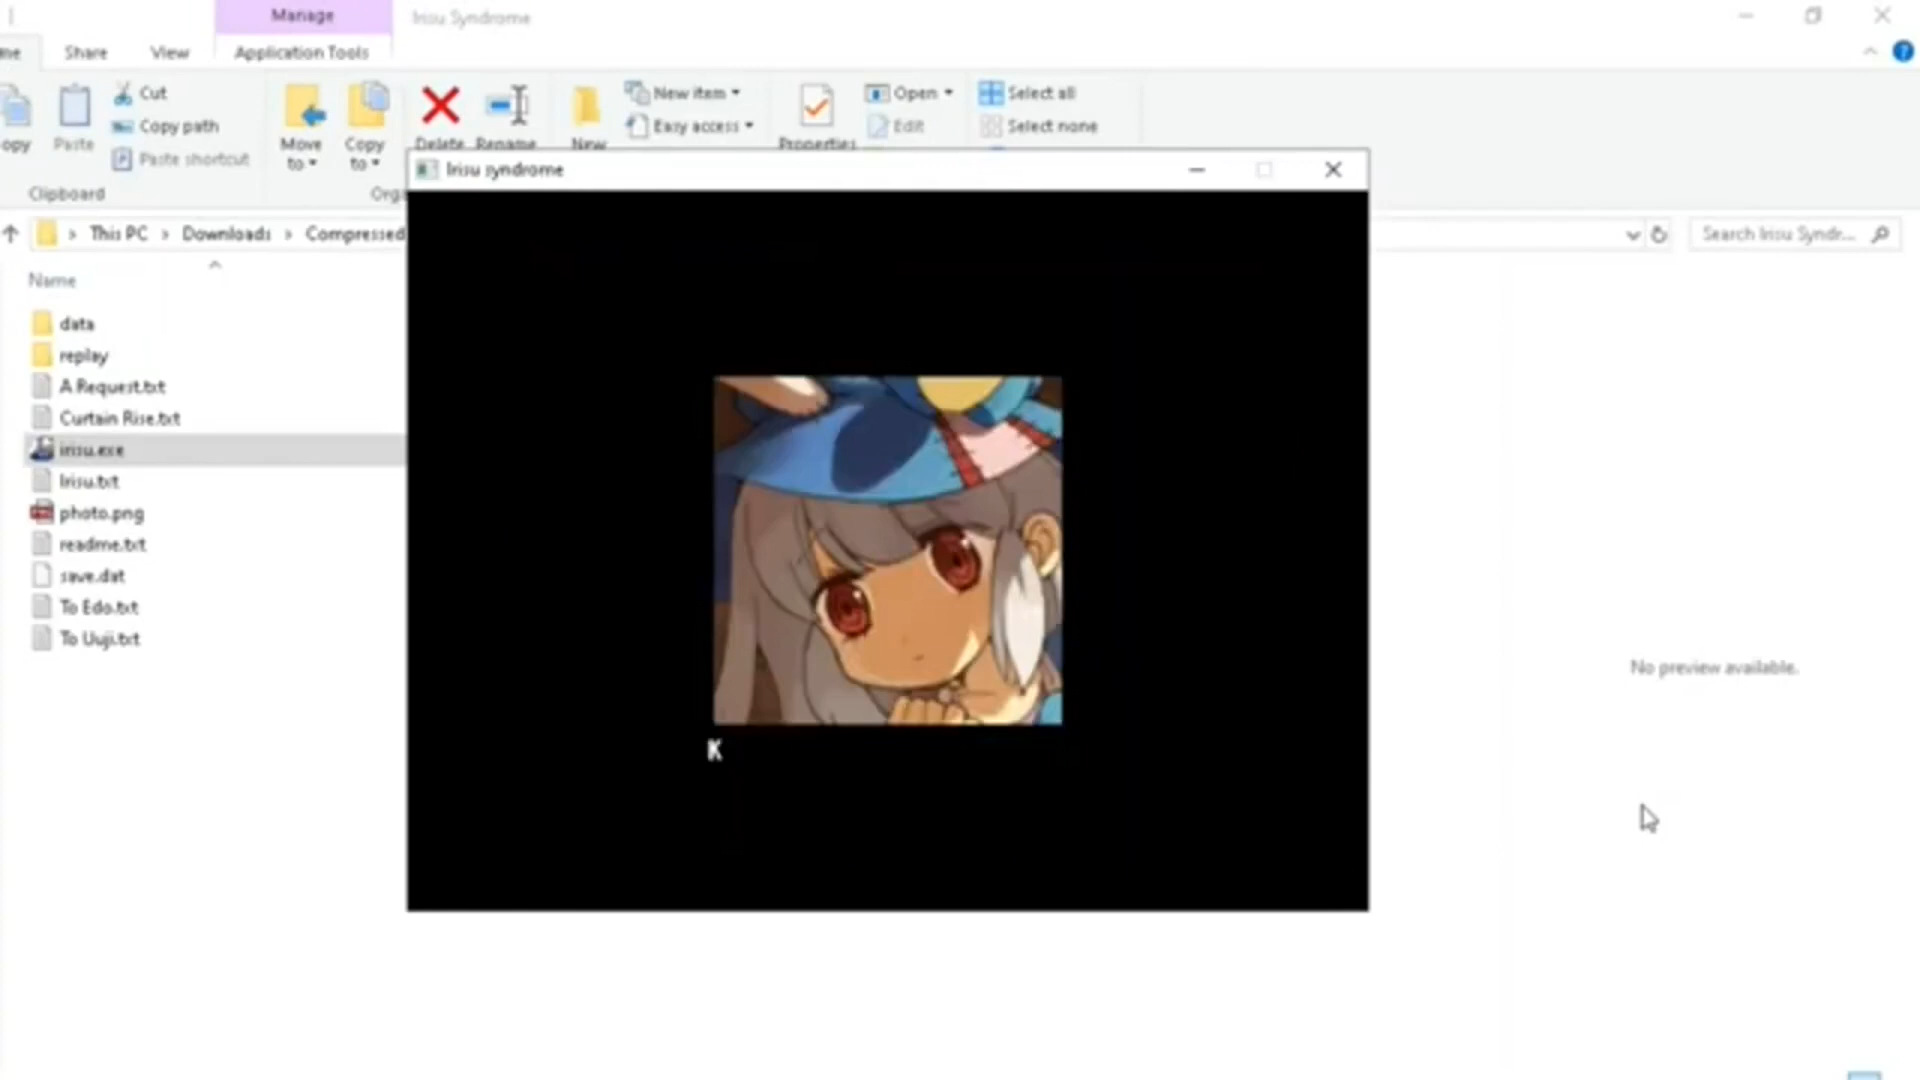 Manage
Irisu Syndrome
me
Share
View
Application Tools
opy
Paste
Cut
Copy path
Paste shortcut
Clipboard
Move
to
Copy
to
Delete
Rename
Orga
New
New item
Easy access
Properties
Open
Edit
Select all
Select none
This PC
Downloads
Compressed
Search Irisu Syndr...
Name
data
replay
A Request.txt
Curtain Rise.txt
irisu.exe
Irisu.txt
photo.png
readme.txt
save.dat
To Edo.txt
To Uuji.txt
Irisu syndrome
K
No preview available.